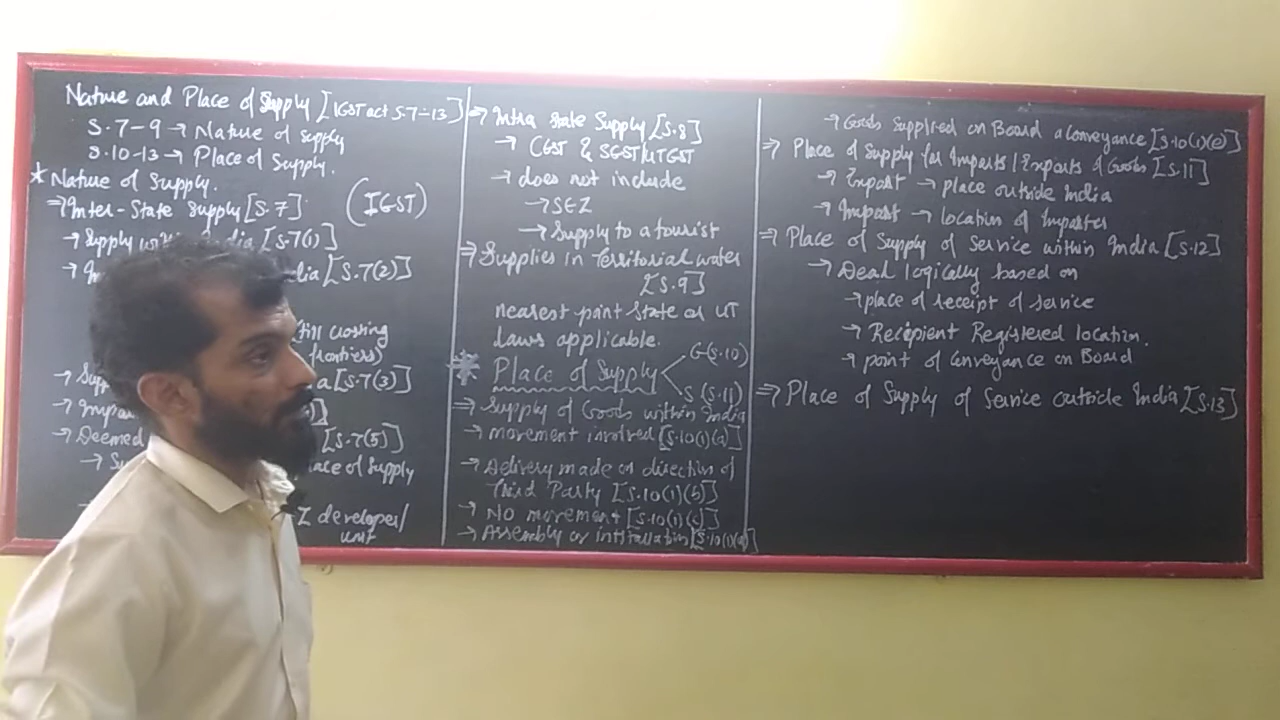 Nature and Place of Supply [IGST act S.7-13]
S.7-9 → Nature of supply
S.10-13 → Place of Supply.
* Nature of Supply.
⇒ Inter-State Supply [S.7] (IGST)
→ Supply with dia [S.7(1)]
→ Im dia [S.7(2)]
(till crossing
frontiers)
→ Supp a [S.7(3)]
→ Impo
→ Deemed [S.7(5)]
→ Su lace of Supply
Z developer/
unit
⇒ Intra State Supply [S.8]
→ CGST & SGST/UTGST
→ does not include
→ SEZ
→ Supply to a tourist
⇒ Supplies in Territorial water
[S.9]
nearest point State or UT
laws applicable.
* Place of Supply G (S.10)
S (S.11)
⇒ Supply of Goods within India
→ movement involved [S.10(1)(a)]
→ Delivery made on direction of
Third Party [S.10(1)(b)]
→ NO movement [S.10(1)(c)]
→ Assembly or installation [S.10(1)(d)]
→ Goods Supplied on Board a Conveyance [S.10(1)(e)]
⇒ Place of Supply for Imports/Exports of Goods [S.11]
→ Export → place outside India
→ Import → location of Importer
⇒ Place of Supply of Service within India [S.12]
→ Deal logically based on
→ place of receipt of service
→ Recipient Registered location.
→ point of Conveyance on Board
⇒ Place of Supply of Service outside India [S.13]